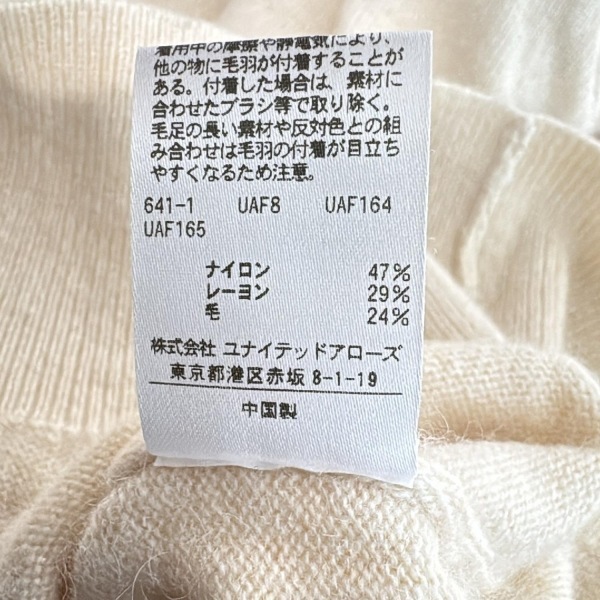 着用中の摩擦や静電気により、
他の物に毛羽が付着することが
ある。付着した場合は、素材に
合わせたブラシ等で取り除く。
毛足の長い素材や反対色との組
み合わせは毛羽の付着が目立ち
やすくなるため注意。
641-1 UAF8 UAF164
UAF165
ナイロン 47%
レーヨン 29%
毛 24%
株式会社 ユナイテッドアローズ
東京都港区赤坂 8-1-19
中国製